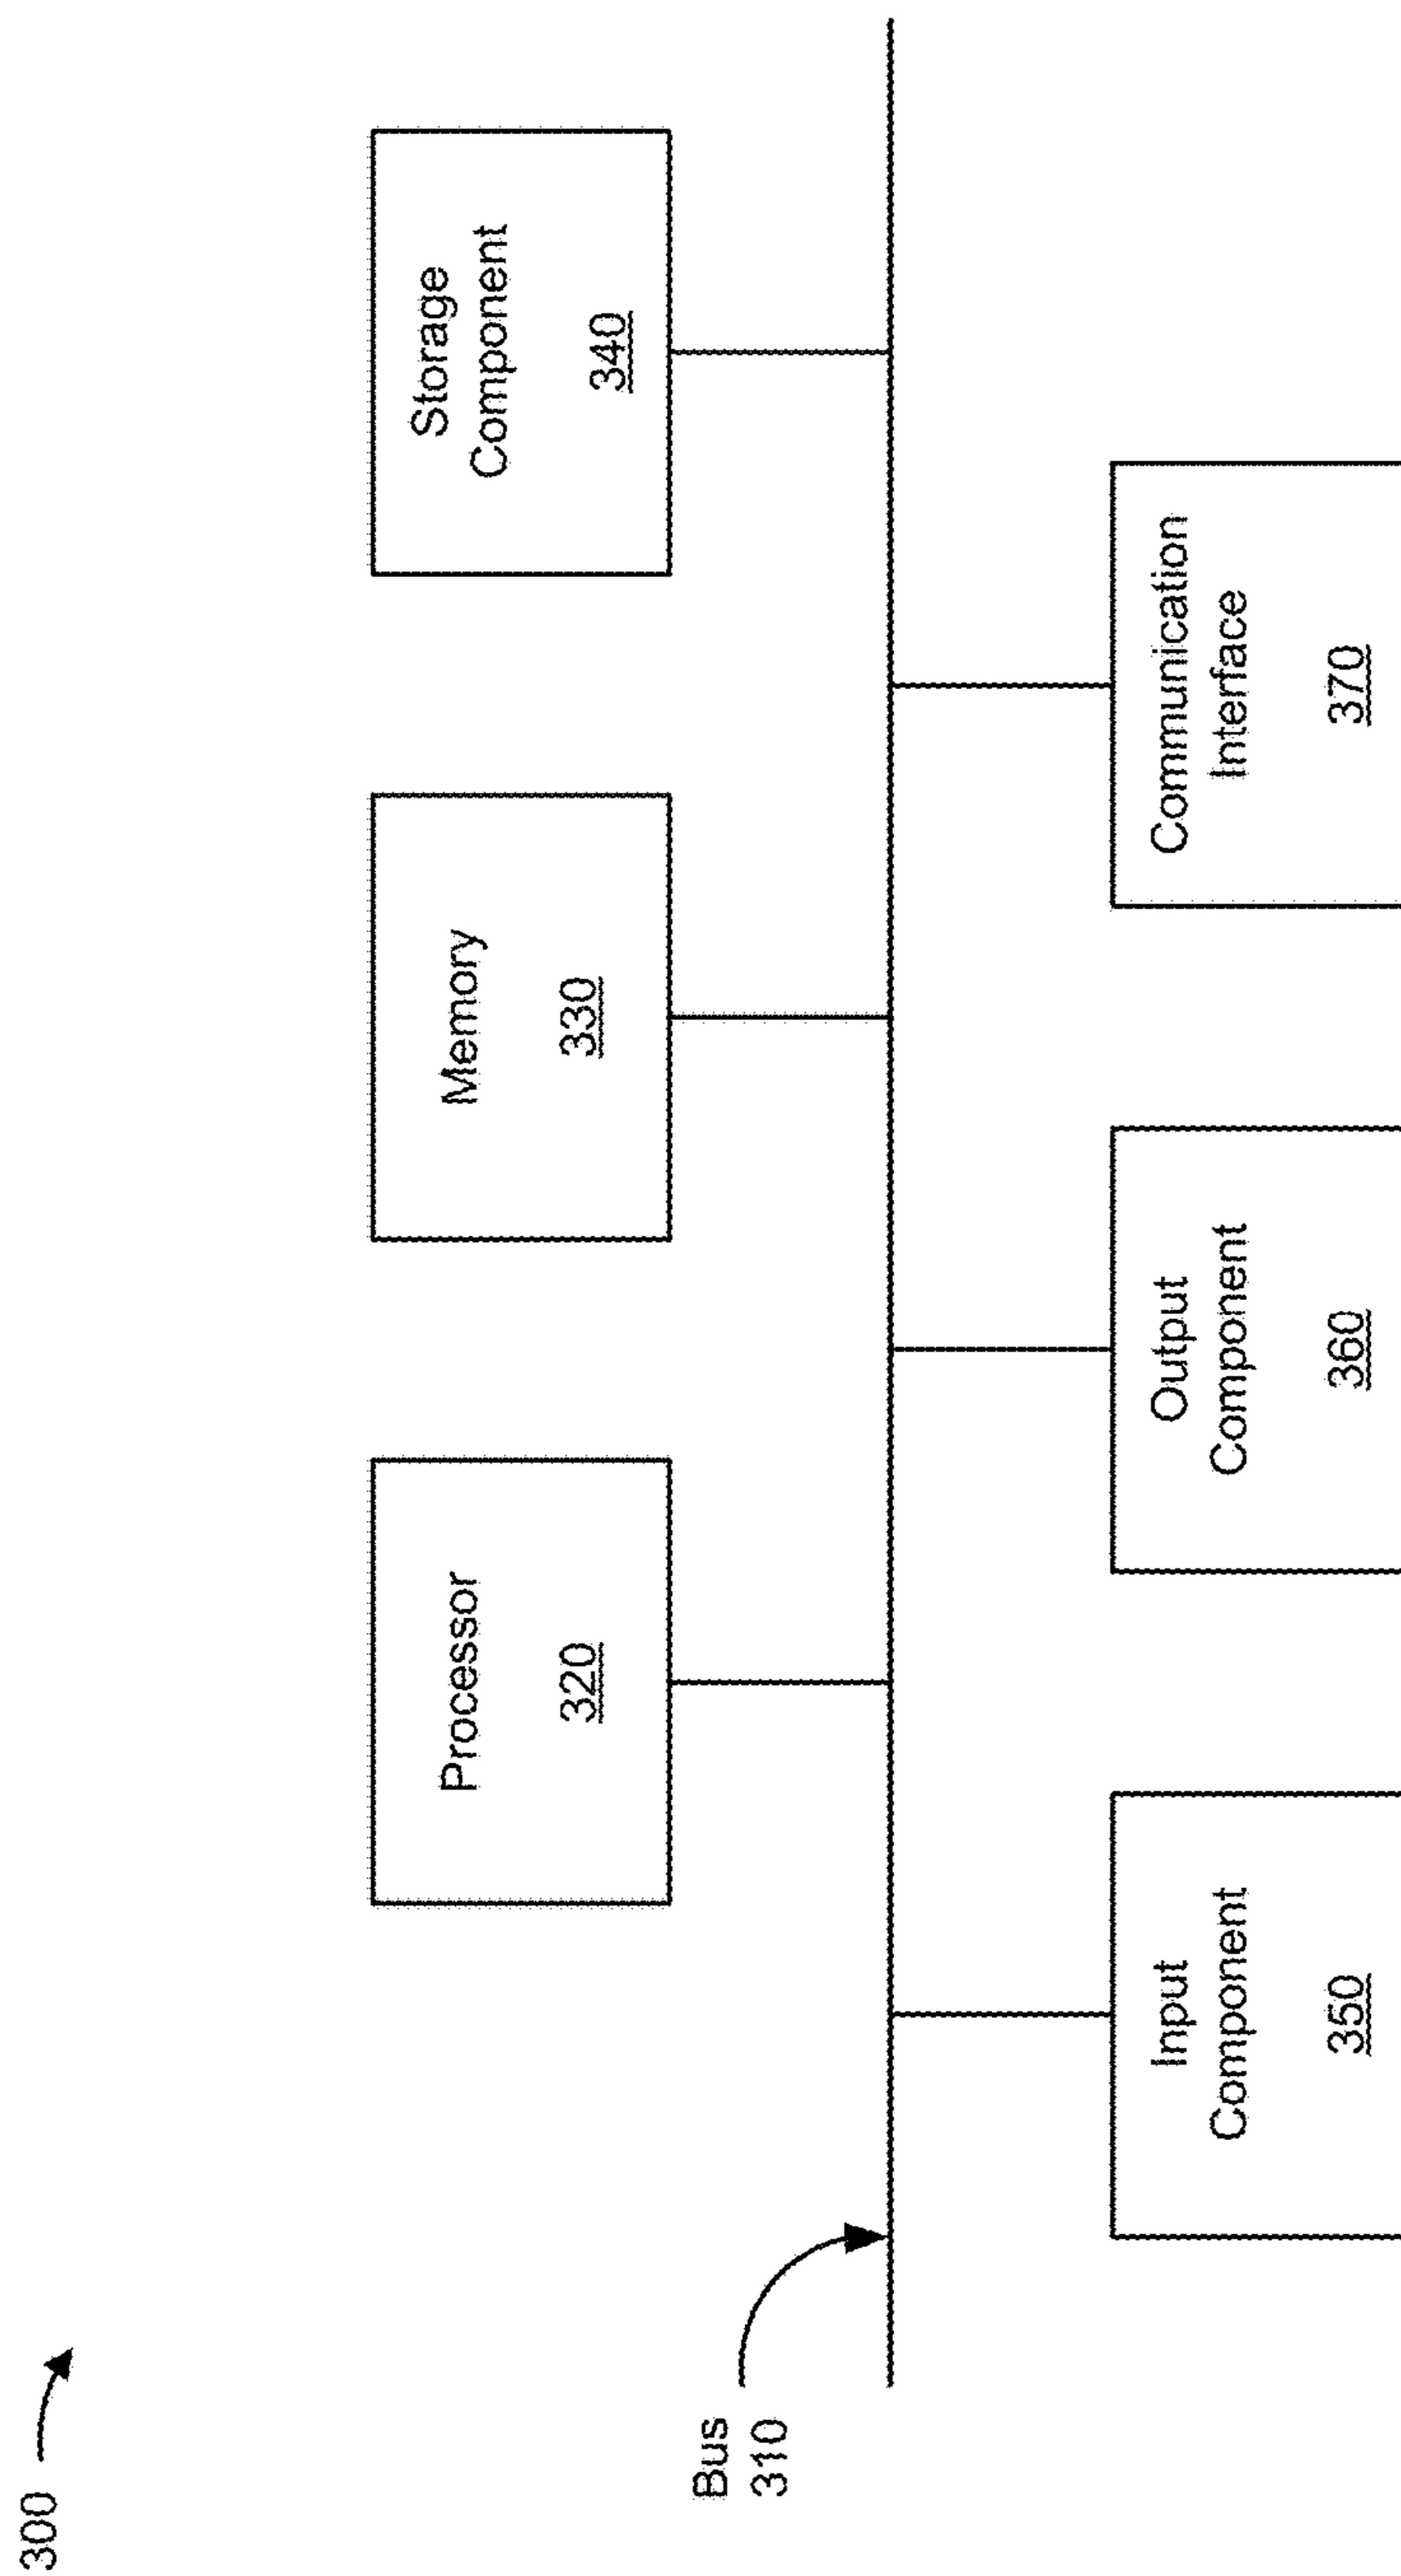 300
Processor
320
Memory
330
Storage
Component
340
Bus
310
Input
Component
350
Output
Component
360
Communication
Interface
370